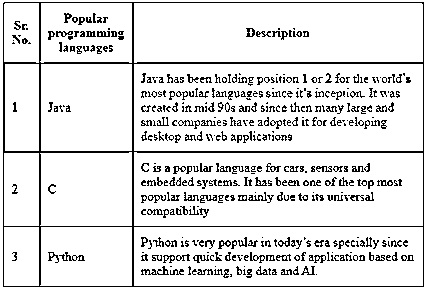 Sr. No.
Popular programming languages
Description
1
Java
Java has been holding position 1 or 2 for the world's
most popular languages since it's inception. It was
created in mid 90s and since then many large and
small companies have adopted it for developing
desktop and web applications
2
C
C is a popular language for cars, sensors and
embedded systems. It has been one of the top most
popular languages mainly due to its universal
compatibility
3
Python
Python is very popular in today's era specially since
it support quick development of application based on
machine learning, big data and AI.